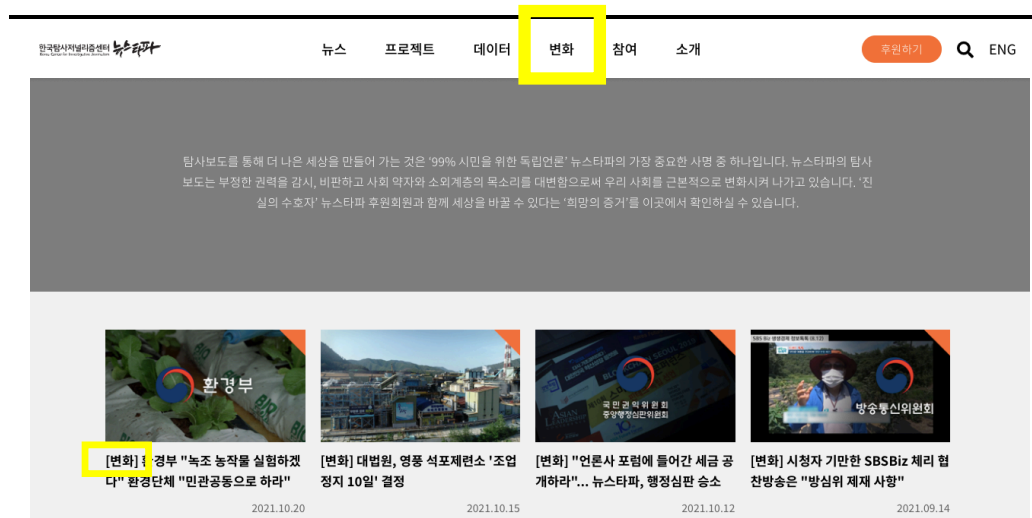 한국탐사저널리즘센터 뉴스타파
Korea Center for Investigative Journalism
뉴스 프로젝트 데이터 변화 참여 소개
후원하기 ENG
탐사보도를 통해 더 나은 세상을 만들어 가는 것은 ‘99% 시민을 위한 독립언론’ 뉴스타파의 가장 중요한 사명 중 하나입니다. 뉴스타파의 탐사
보도는 부정한 권력을 감시, 비판하고 사회 약자와 소외계층의 목소리를 대변함으로써 우리 사회를 근본적으로 변화시켜 나가고 있습니다. ‘진
실의 수호자’ 뉴스타파 후원회원과 함께 세상을 바꿀 수 있다는 ‘희망의 증거’를 이곳에서 확인하실 수 있습니다.
환경부
[변화] 환경부 "녹조 농작물 실험하겠
다" 환경단체 "민관공동으로 하라"
2021.10.20
[변화] 대법원, 영풍 석포제련소 '조업
정지 10일' 결정
2021.10.15
국민권익위원회
중앙행정심판위원회
ASIAN
[변화] "언론사 포럼에 들어간 세금 공
개하라"... 뉴스타파, 행정심판 승소
2021.10.12
방송통신위원회
[변화] 시청자 기만한 SBSBiz 체리 협
찬방송은 "방심위 제재 사항"
2021.09.14